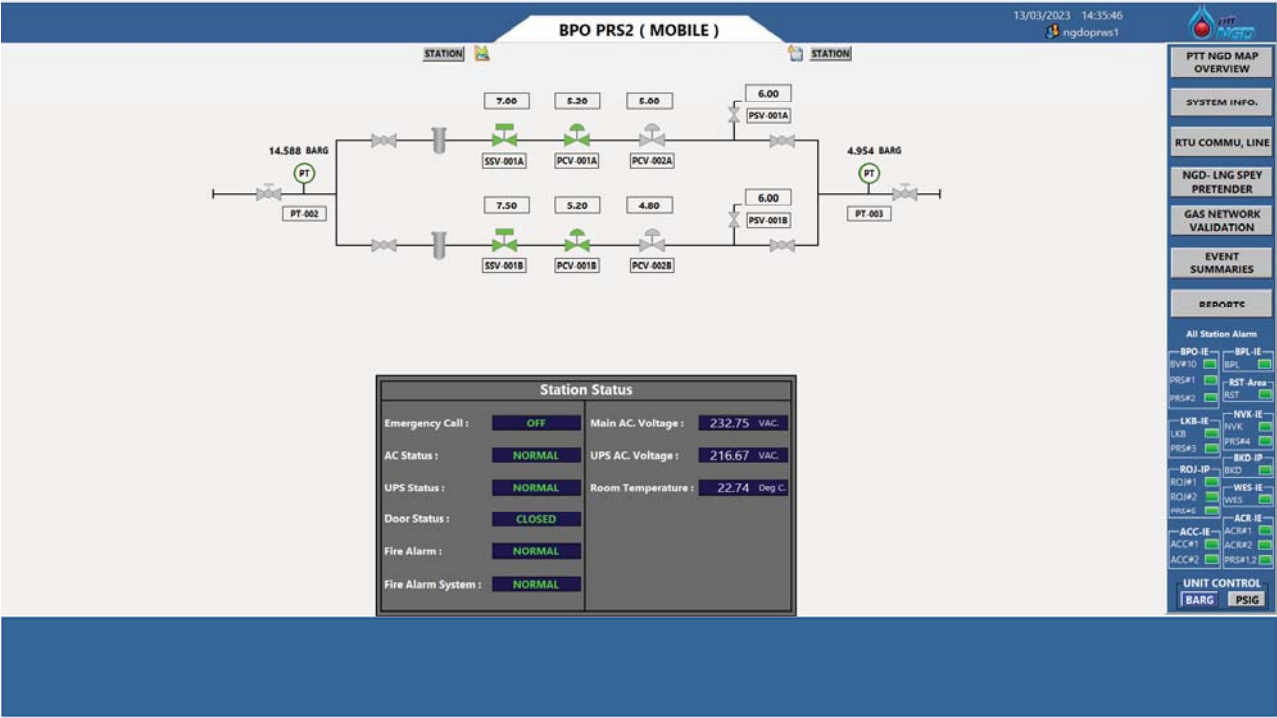 BPO PRS2 ( MOBILE )
13/03/2023 14:35:46
ngdoprws1
ptt
NGD
STATION
STATION
7.00
5.20
5.00
6.00
PSV-001A
SSV-001A
PCV-001A
PCV-002A
14.588 BARG
PT
PT-002
4.954 BARG
PT
PT-003
7.50
5.20
4.80
6.00
PSV-001B
SSV-001B
PCV-001B
PCV-002B
Station Status
Emergency Call : OFF
Main AC. Voltage : 232.75 VAC.
AC Status : NORMAL
UPS AC. Voltage : 216.67 VAC.
UPS Status : NORMAL
Room Temperature : 22.74 Deg C.
Door Status : CLOSED
Fire Alarm : NORMAL
Fire Alarm System : NORMAL
PTT NGD MAP
OVERVIEW
SYSTEM INFO.
RTU COMMU, LINE
NGD- LNG SPEY
PRETENDER
GAS NETWORK
VALIDATION
EVENT
SUMMARIES
REPORTS
All Station Alarm
BPO-IE
BV#10
PRS#1
PRS#2
BPL-IE
BPL
RST-Area
RST
LKB-IE
LKB
PRS#3
NVK-IE
NVK
PRS#4
BKD-IP
BKD
ROJ-IP
ROJ#1
ROJ#2
PRS#6
WES-IE
WES
ACR-IE
ACR#1
ACR#2
PRS#1,2
ACC-IE
ACC#1
ACC#2
UNIT CONTROL
BARG
PSIG